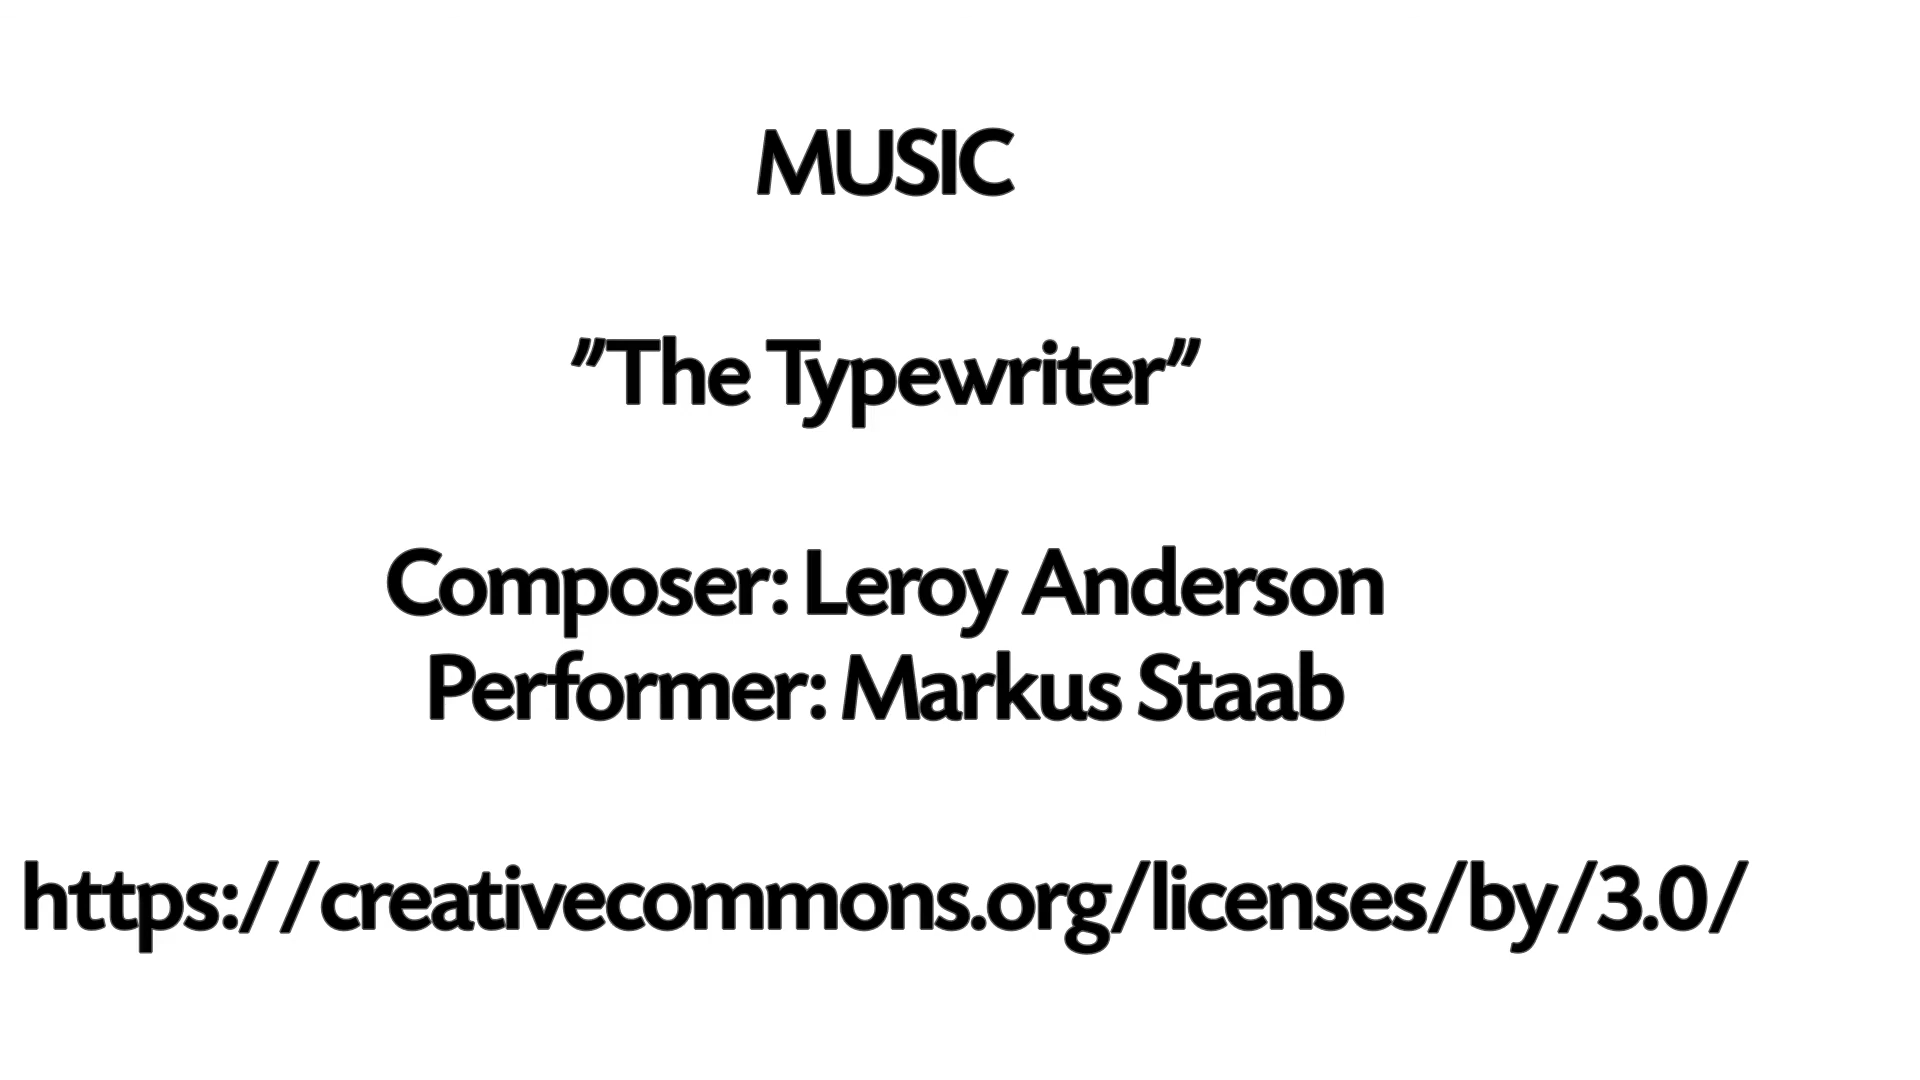 MUSIC
"The Typewriter"
Composer: Leroy Anderson
Performer: Markus Staab
https://creativecommons.org/licenses/by/3.0/